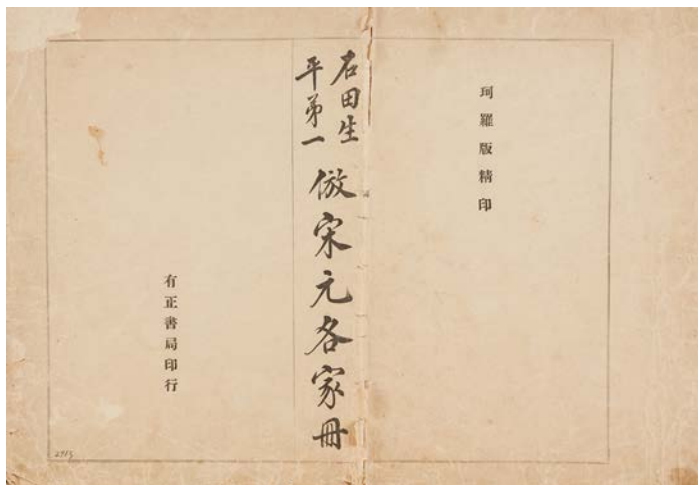 珂羅版精印
石田生
平第一
倣宋元各家冊
有正書局印行